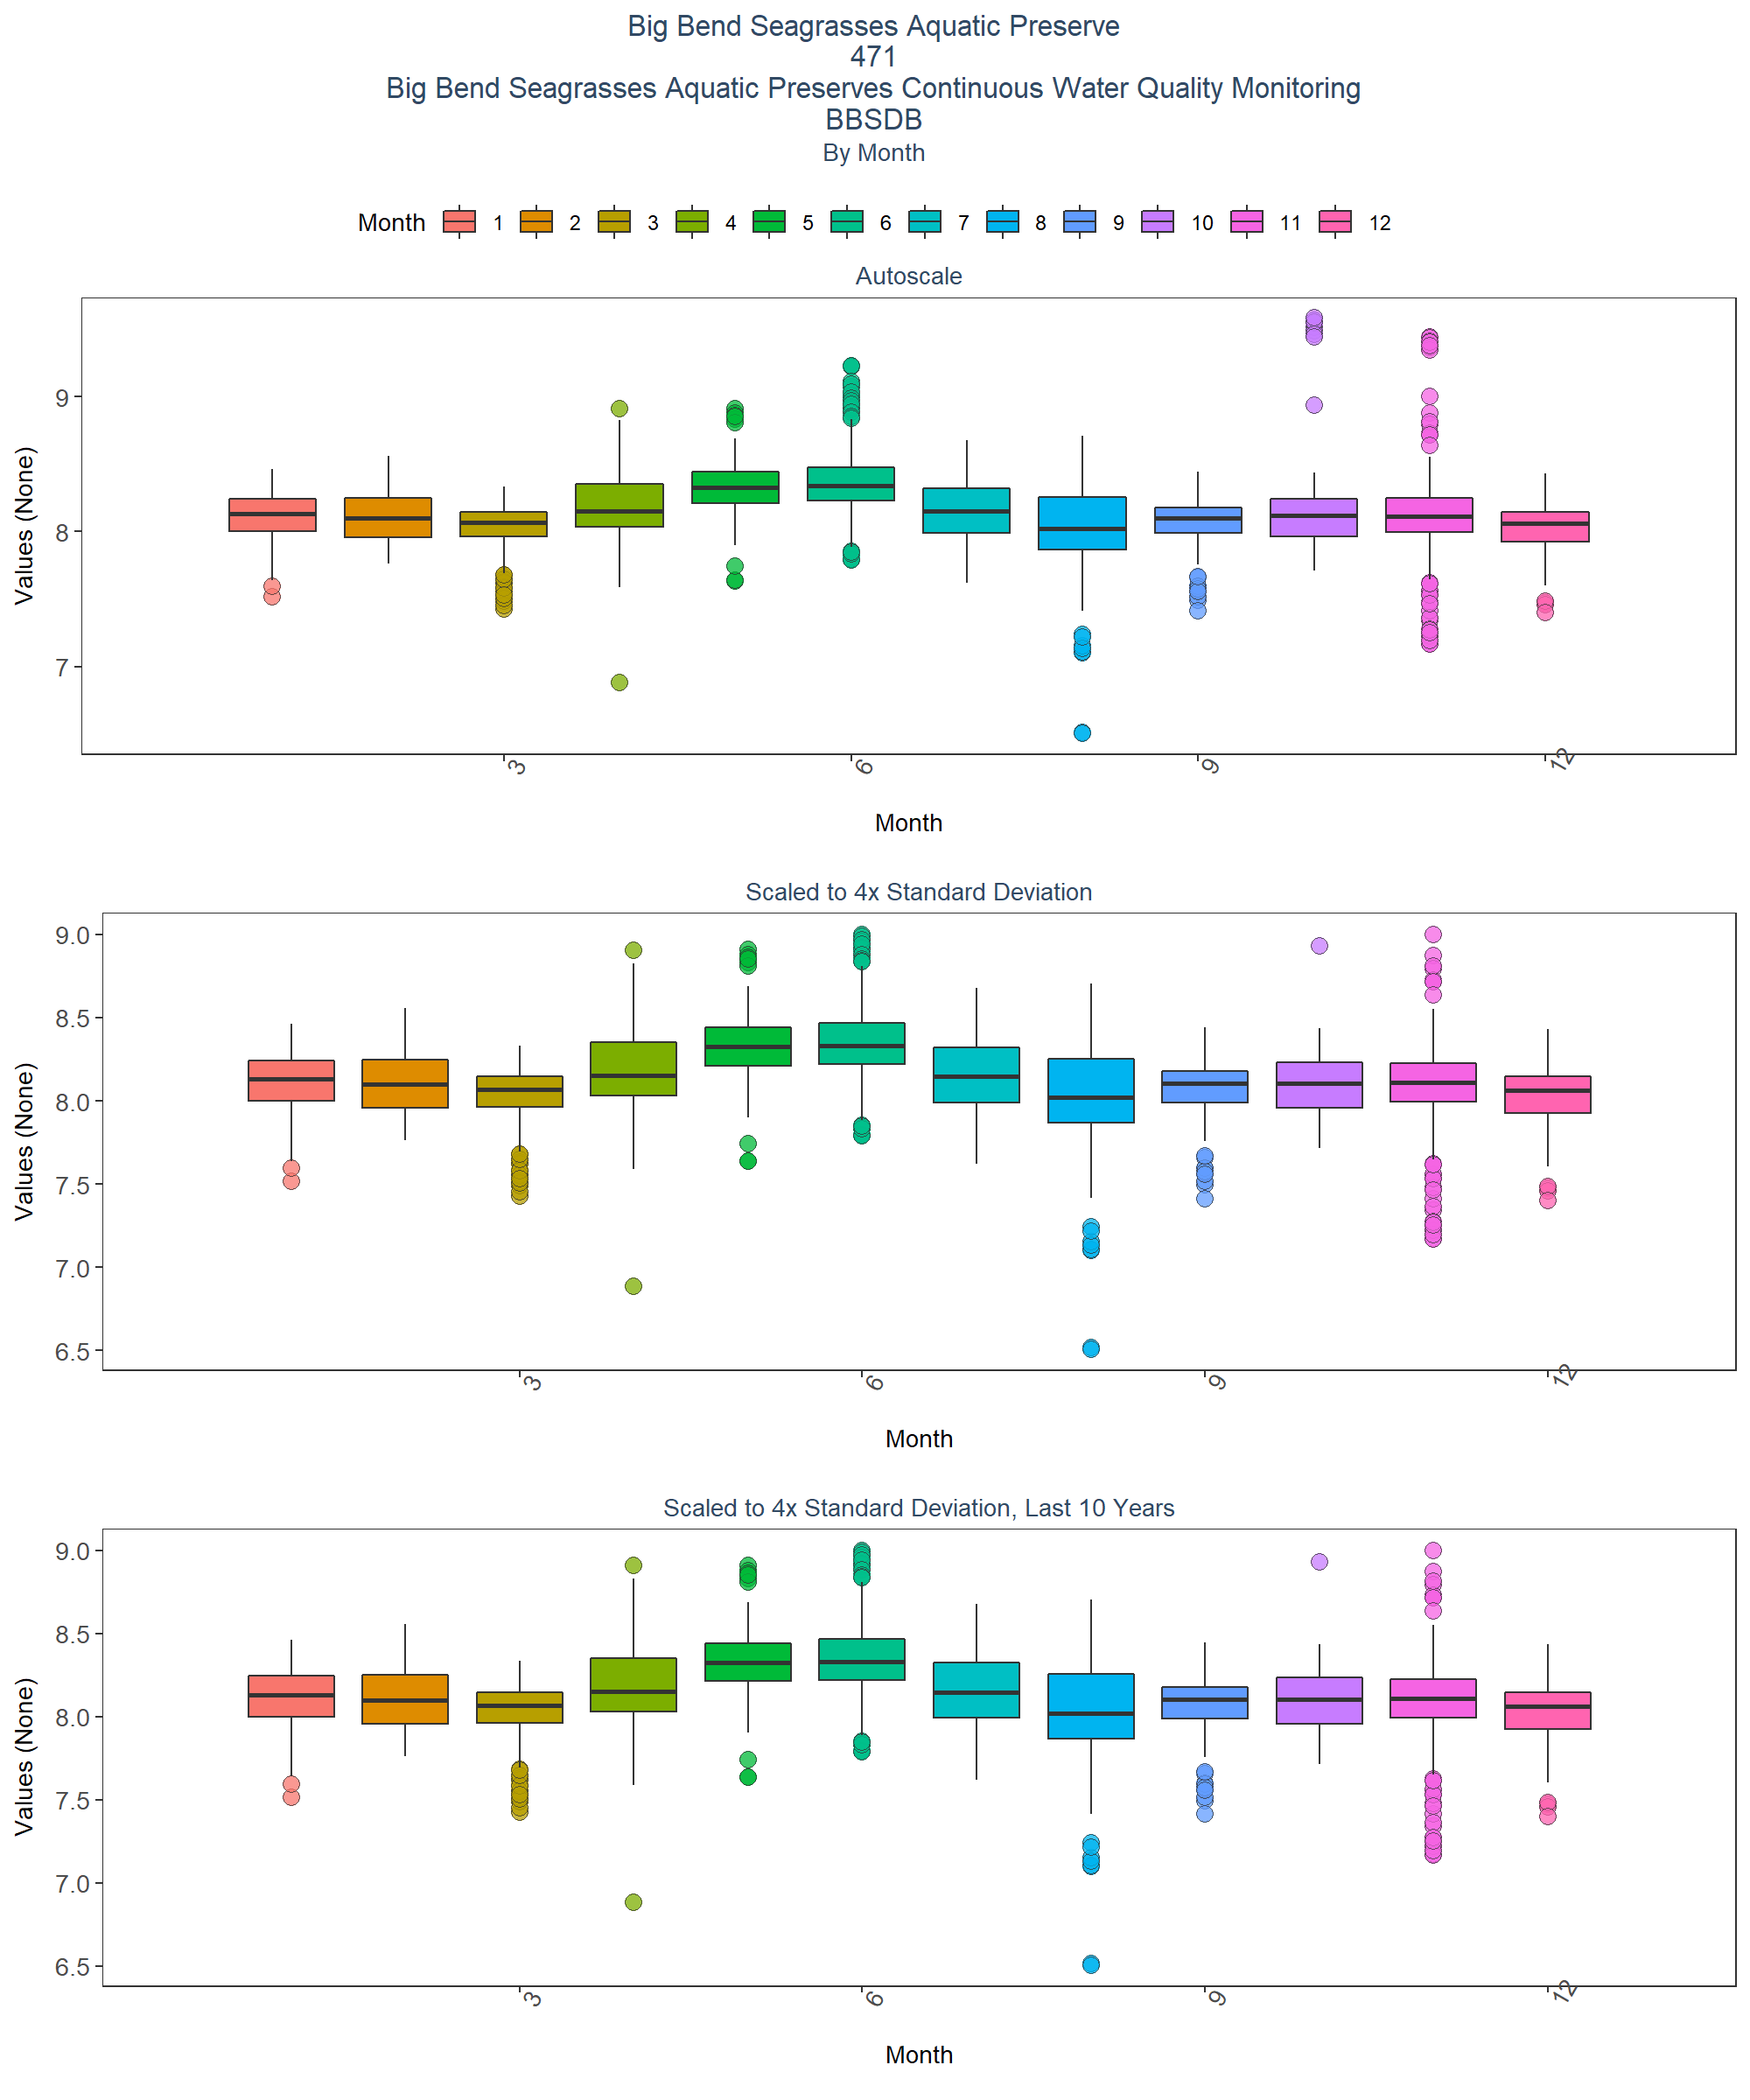 Big Bend Seagrasses Aquatic Preserve
471
Big Bend Seagrasses Aquatic Preserves Continuous Water Quality Monitoring
BBSDB
By Month
Month 1 2 3 4 5 6 7 8 9 10 11 12
Autoscale
Values (None)
9
8
7
3 6 9 12
Month
Scaled to 4x Standard Deviation
Values (None)
9.0
8.5
8.0
7.5
7.0
6.5
3 6 9 12
Month
Scaled to 4x Standard Deviation, Last 10 Years
Values (None)
9.0
8.5
8.0
7.5
7.0
6.5
3 6 9 12
Month